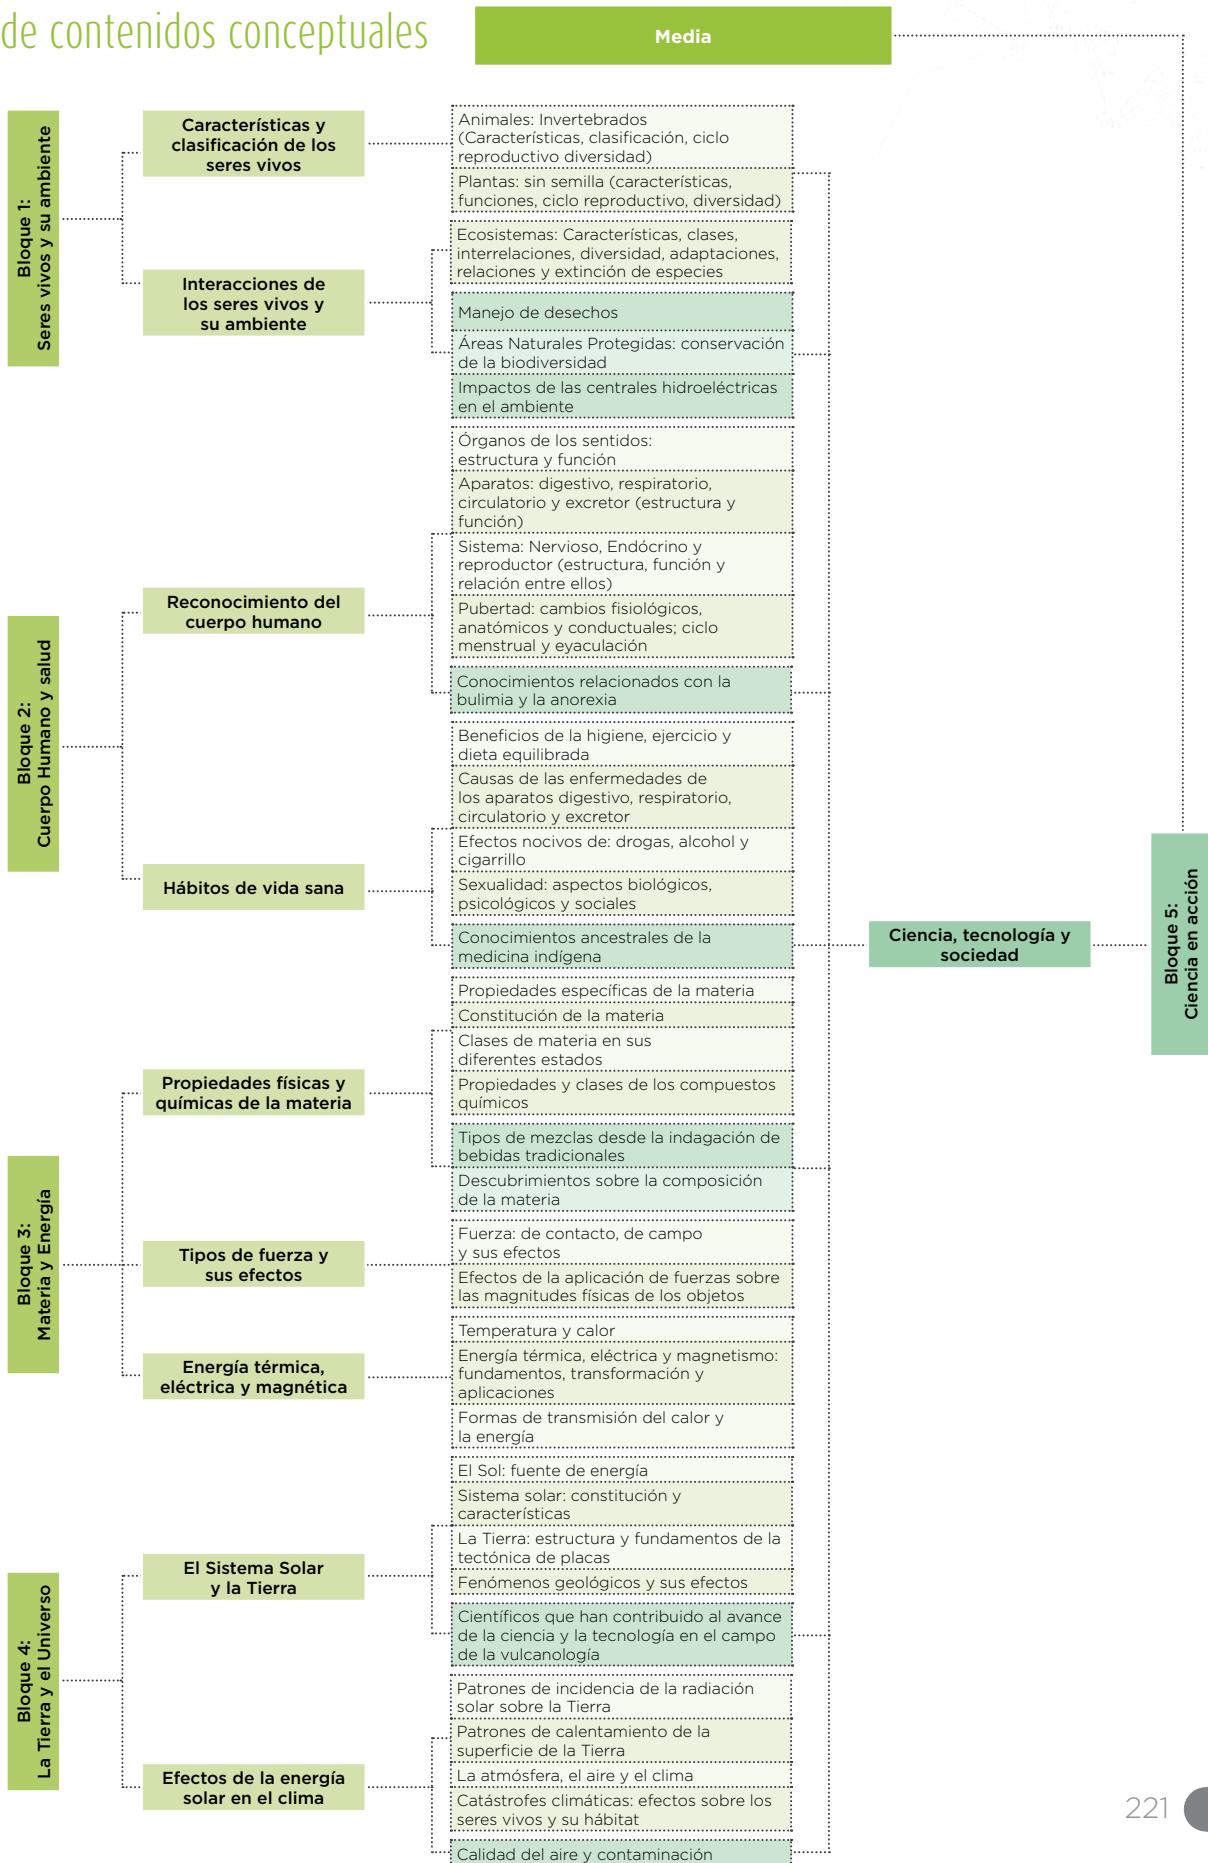 de contenidos conceptuales
Media
Bloque 1:
Seres vivos y su ambiente
Características y
clasificación de los
seres vivos
Animales: Invertebrados
(Características, clasificación, ciclo
reproductivo diversidad)
Plantas: sin semilla (características,
funciones, ciclo reproductivo, diversidad)
Interacciones de
los seres vivos y
su ambiente
Ecosistemas: Características, clases,
interrelaciones, diversidad, adaptaciones,
relaciones y extinción de especies
Manejo de desechos
Áreas Naturales Protegidas: conservación
de la biodiversidad
Impactos de las centrales hidroeléctricas
en el ambiente
Bloque 2:
Cuerpo Humano y salud
Reconocimiento del
cuerpo humano
Órganos de los sentidos:
estructura y función
Aparatos: digestivo, respiratorio,
circulatorio y excretor (estructura y
función)
Sistema: Nervioso, Endócrino y
reproductor (estructura, función y
relación entre ellos)
Pubertad: cambios fisiológicos,
anatómicos y conductuales; ciclo
menstrual y eyaculación
Conocimientos relacionados con la
bulimia y la anorexia
Hábitos de vida sana
Beneficios de la higiene, ejercicio y
dieta equilibrada
Causas de las enfermedades de
los aparatos digestivo, respiratorio,
circulatorio y excretor
Efectos nocivos de: drogas, alcohol y
cigarrillo
Sexualidad: aspectos biológicos,
psicológicos y sociales
Conocimientos ancestrales de la
medicina indígena
Ciencia, tecnología y
sociedad
Bloque 5:
Ciencia en acción
Bloque 3:
Materia y Energía
Propiedades físicas y
químicas de la materia
Propiedades específicas de la materia
Constitución de la materia
Clases de materia en sus
diferentes estados
Propiedades y clases de los compuestos
químicos
Tipos de mezclas desde la indagación de
bebidas tradicionales
Descubrimientos sobre la composición
de la materia
Tipos de fuerza y
sus efectos
Fuerza: de contacto, de campo
y sus efectos
Efectos de la aplicación de fuerzas sobre
las magnitudes físicas de los objetos
Energía térmica,
eléctrica y magnética
Temperatura y calor
Energía térmica, eléctrica y magnetismo:
fundamentos, transformación y
aplicaciones
Formas de transmisión del calor y
la energía
Bloque 4:
La Tierra y el Universo
El Sistema Solar
y la Tierra
El Sol: fuente de energía
Sistema solar: constitución y
características
La Tierra: estructura y fundamentos de la
tectónica de placas
Fenómenos geológicos y sus efectos
Científicos que han contribuido al avance
de la ciencia y la tecnología en el campo
de la vulcanología
Efectos de la energía
solar en el clima
Patrones de incidencia de la radiación
solar sobre la Tierra
Patrones de calentamiento de la
superficie de la Tierra
La atmósfera, el aire y el clima
Catástrofes climáticas: efectos sobre los
seres vivos y su hábitat
Calidad del aire y contaminación
221